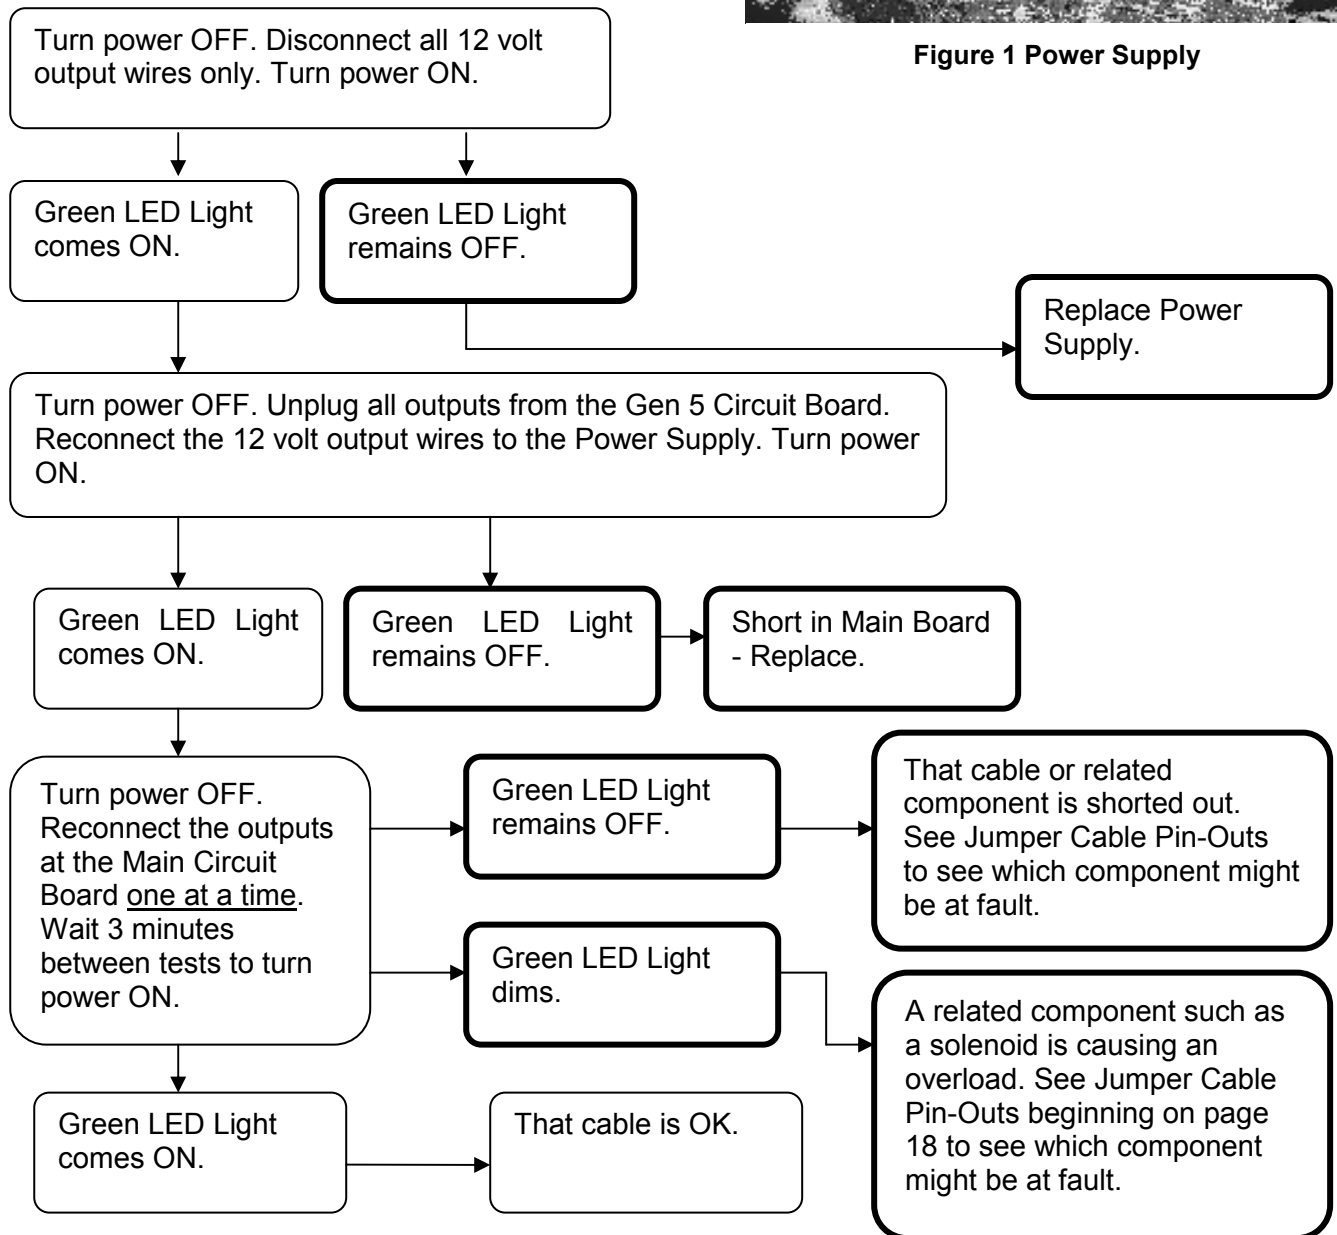 Turn power OFF. Disconnect all 12 volt
output wires only. Turn power ON.
Figure 1 Power Supply
Green LED Light
comes ON.
Green LED Light
remains OFF.
Replace Power
Supply.
Turn power OFF. Unplug all outputs from the Gen 5 Circuit Board.
Reconnect the 12 volt output wires to the Power Supply. Turn power
ON.
Green LED Light
comes ON.
Green LED Light
remains OFF.
Short in Main Board
- Replace.
Turn power OFF.
Reconnect the outputs
at the Main Circuit
Board one at a time.
Wait 3 minutes
between tests to turn
power ON.
Green LED Light
remains OFF.
That cable or related
component is shorted out.
See Jumper Cable Pin-Outs
to see which component might
be at fault.
Green LED Light
dims.
A related component such as
a solenoid is causing an
overload. See Jumper Cable
Pin-Outs beginning on page
18 to see which component
might be at fault.
Green LED Light
comes ON.
That cable is OK.